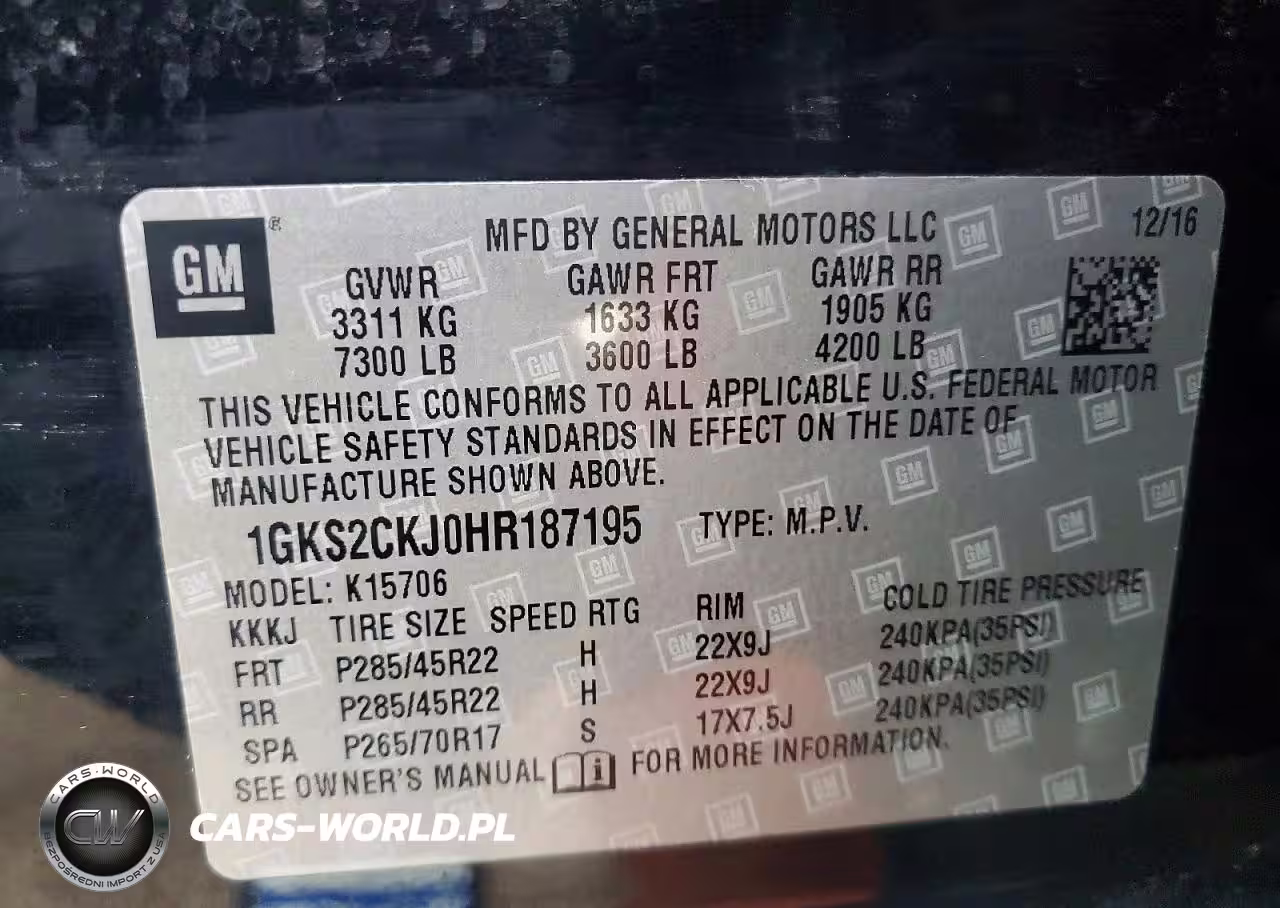 GM
MFD BY GENERAL MOTORS LLC 12/16
GVWR GAWR FRT GAWR RR
3311 KG 1633 KG 1905 KG
7300 LB 3600 LB 4200 LB
THIS VEHICLE CONFORMS TO ALL APPLICABLE U.S. FEDERAL MOTOR
VEHICLE SAFETY STANDARDS IN EFFECT ON THE DATE OF
MANUFACTURE SHOWN ABOVE.
1GKS2CKJ0HR187195 TYPE: M.P.V.
MODEL: K15706
KKKJ TIRE SIZE SPEED RTG RIM COLD TIRE PRESSURE
FRT P285/45R22 H 22X9J 240KPA(35PSI)
RR P285/45R22 H 22X9J 240KPA(35PSI)
SPA P265/70R17 S 17X7.5J 240KPA(35PSI)
SEE OWNER'S MANUAL i FOR MORE INFORMATION.
CARS-WORLD
CW
BEZPOŚREDNI IMPORT Z USA
CARS-WORLD.PL